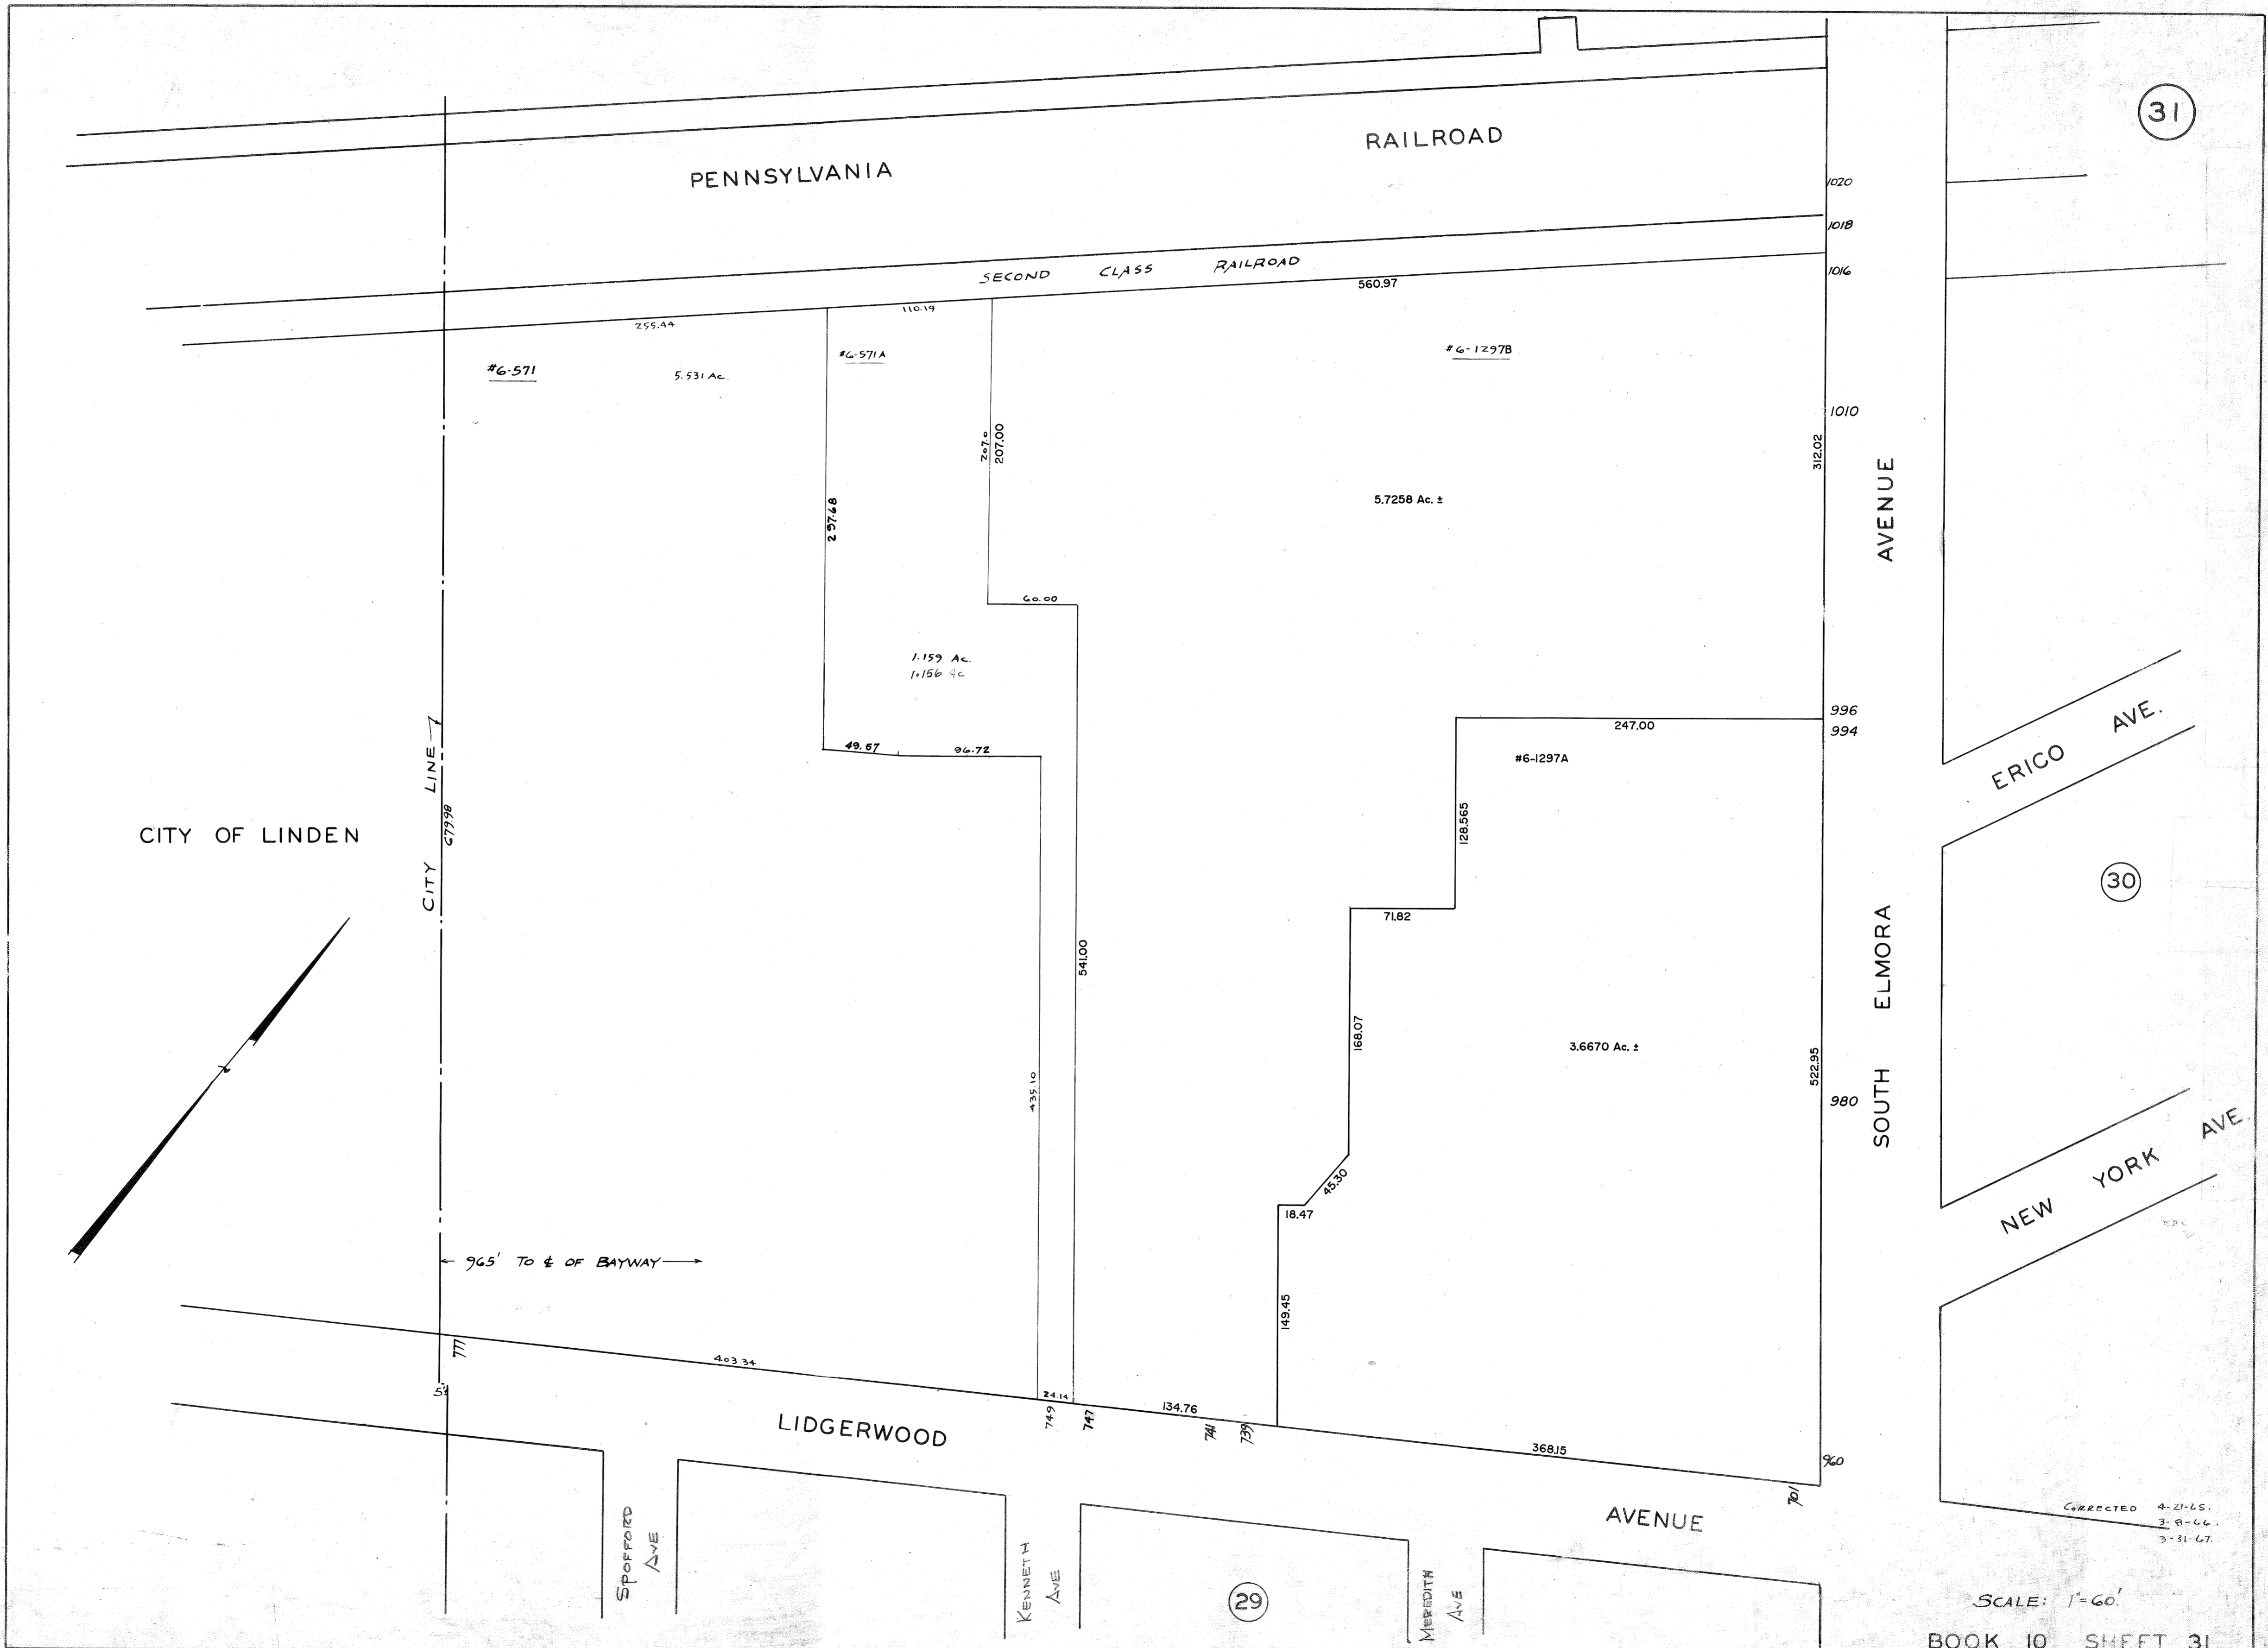 31
PENNSYLVANIA RAILROAD
1020
1018
SECOND CLASS RAILROAD
1016
560.97
110.19
255.44
#6-571
5.531 Ac.
#6-571A
#6-1297B
1010
207.0
207.00
312.02
5.7258 Ac. ±
297.68
60.00
1.159 Ac.
1.156 Ac
996
247.00
994
49.67
96.72
#6-1297A
SOUTH ELMORA AVENUE
ERICO AVE.
CITY LINE
679.98
CITY OF LINDEN
128.565
30
71.82
541.00
168.07
3.6670 Ac. ±
522.95
435.10
980
NEW YORK AVE.
45.30
18.47
965' TO ℄ OF BAYWAY
149.45
777
403.34
5'±
24.14
749
747
134.76
741
739
368.15
960
701
LIDGERWOOD AVENUE
SPOFFORD AVE
KENNETH AVE
29
MEREDITH AVE
CORRECTED 4-21-65.
3-8-66.
3-31-67.
SCALE: 1"=60'.
BOOK 10 SHEET 31